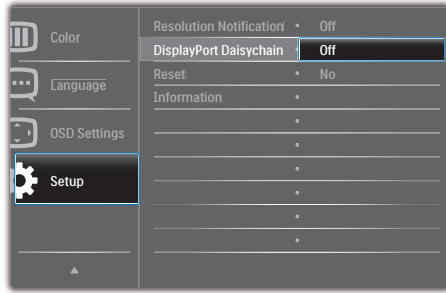 Color
Language
OSD Settings
Setup
Resolution Notification • Off
DisplayPort Daisychain • Off
Reset • No
Information •